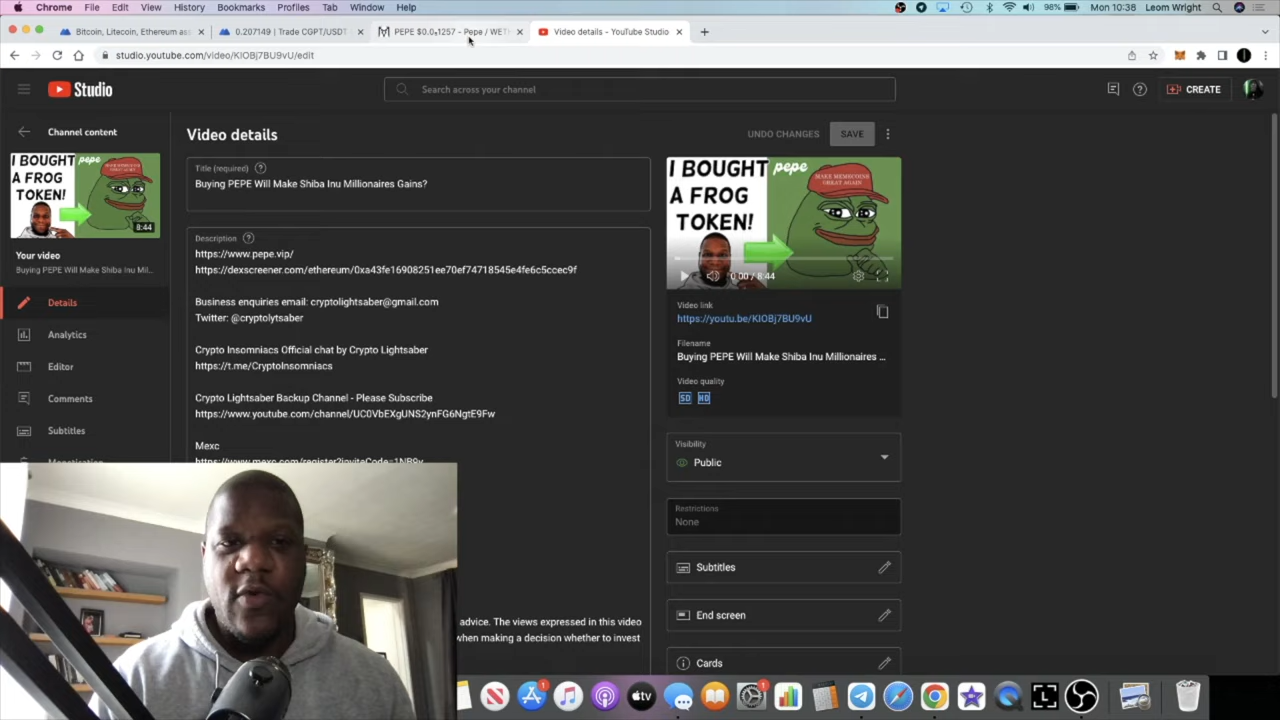 Chrome File Edit View History Bookmarks Profiles Tab Window Help 98% Mon 10:38 Leom Wright
Bitcoin, Litecoin, Ethereum as 0.207149 | Trade CGPT/USDT PEPE $0.0₅1257 - Pepe / WET Video details - YouTube Studio
studio.youtube.com/video/KIOBj7BU9vU/edit
Studio Search across your channel CREATE
Channel content
Video details UNDO CHANGES SAVE
I BOUGHT
A FROG
TOKEN!
pepe
MAKE MEMECOINS
GREAT AGAIN
8:44
Your video
Buying PEPE Will Make Shiba Inu Mil...
Details
Analytics
Editor
Comments
Subtitles
Title (required)
Buying PEPE Will Make Shiba Inu Millionaires Gains?
Description
https://www.pepe.vip/
https://dexscreener.com/ethereum/0xa43fe16908251ee70ef74718545e4fe6c5ccec9f
Business enquiries email: cryptolightsaber@gmail.com
Twitter: @cryptolytsaber
Crypto Insomniacs Official chat by Crypto Lightsaber
https://t.me/CryptoInsomniacs
Crypto Lightsaber Backup Channel - Please Subscribe
https://www.youtube.com/channel/UC0VbEXgUNS2ynFG6NgtE9Fw
Mexc
advice. The views expressed in this video
when making a decision whether to invest
I BOUGHT
A FROG
TOKEN!
pepe
MAKE MEMECOINS
GREAT AGAIN
0:00 / 8:44
Video link
https://youtu.be/KIOBj7BU9vU
Filename
Buying PEPE Will Make Shiba Inu Millionaires ...
Video quality
SD HD
Visibility
Public
Restrictions
None
Subtitles
End screen
Cards